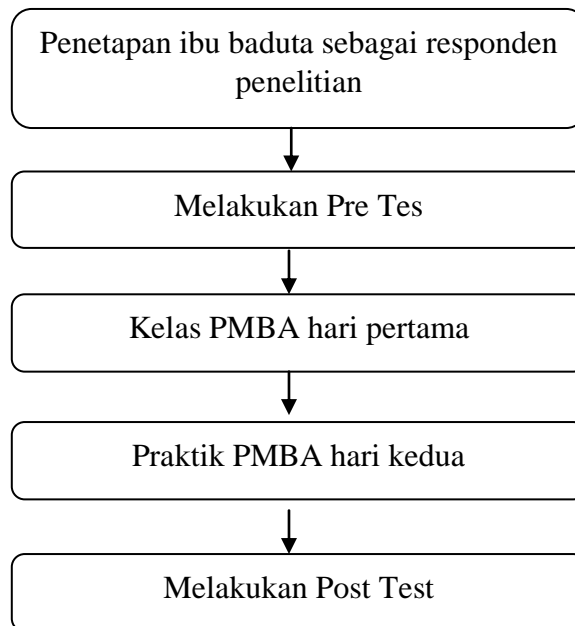 Penetapan ibu baduta sebagai responden
penelitian
Melakukan Pre Tes
Kelas PMBA hari pertama
Praktik PMBA hari kedua
Melakukan Post Test